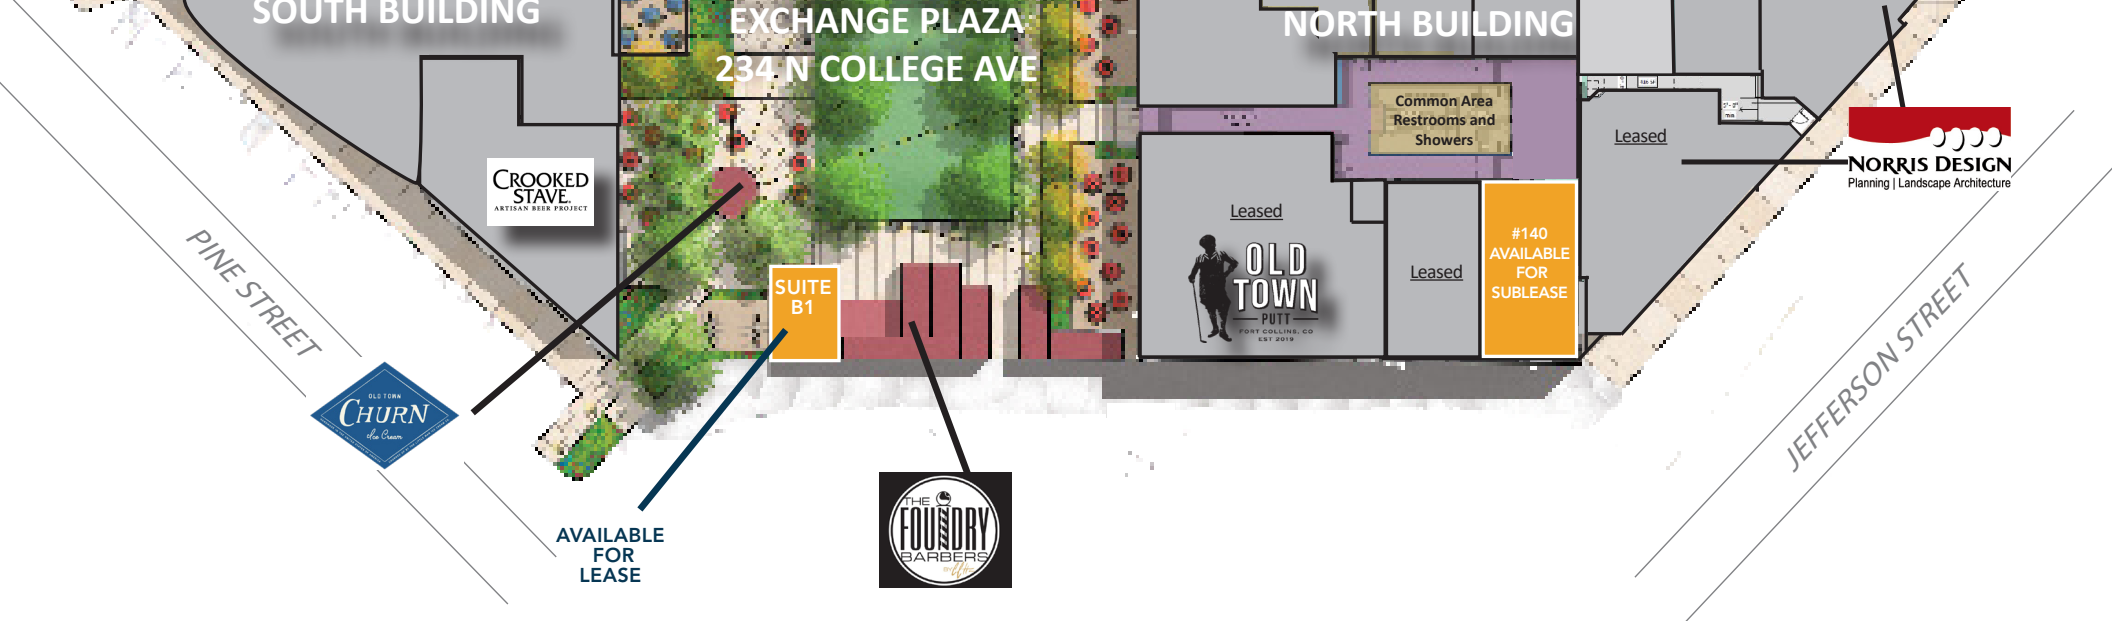 SOUTH BUILDING
EXCHANGE PLAZA
234 N COLLEGE AVE
NORTH BUILDING
Common Area
Restrooms and
Showers
Leased
NORRIS DESIGN
Planning | Landscape Architecture
CROOKED
STAVE
ARTISAN BEER PROJECT
Leased
OLD
TOWN
PUTT
FORT COLLINS, CO
EST 2019
Leased
#140
AVAILABLE
FOR
SUBLEASE
SUITE
B1
PINE STREET
JEFFERSON STREET
OLD TOWN
CHURN
Ice Cream
AVAILABLE
FOR
LEASE
THE
FOUNDRY
BARBERS